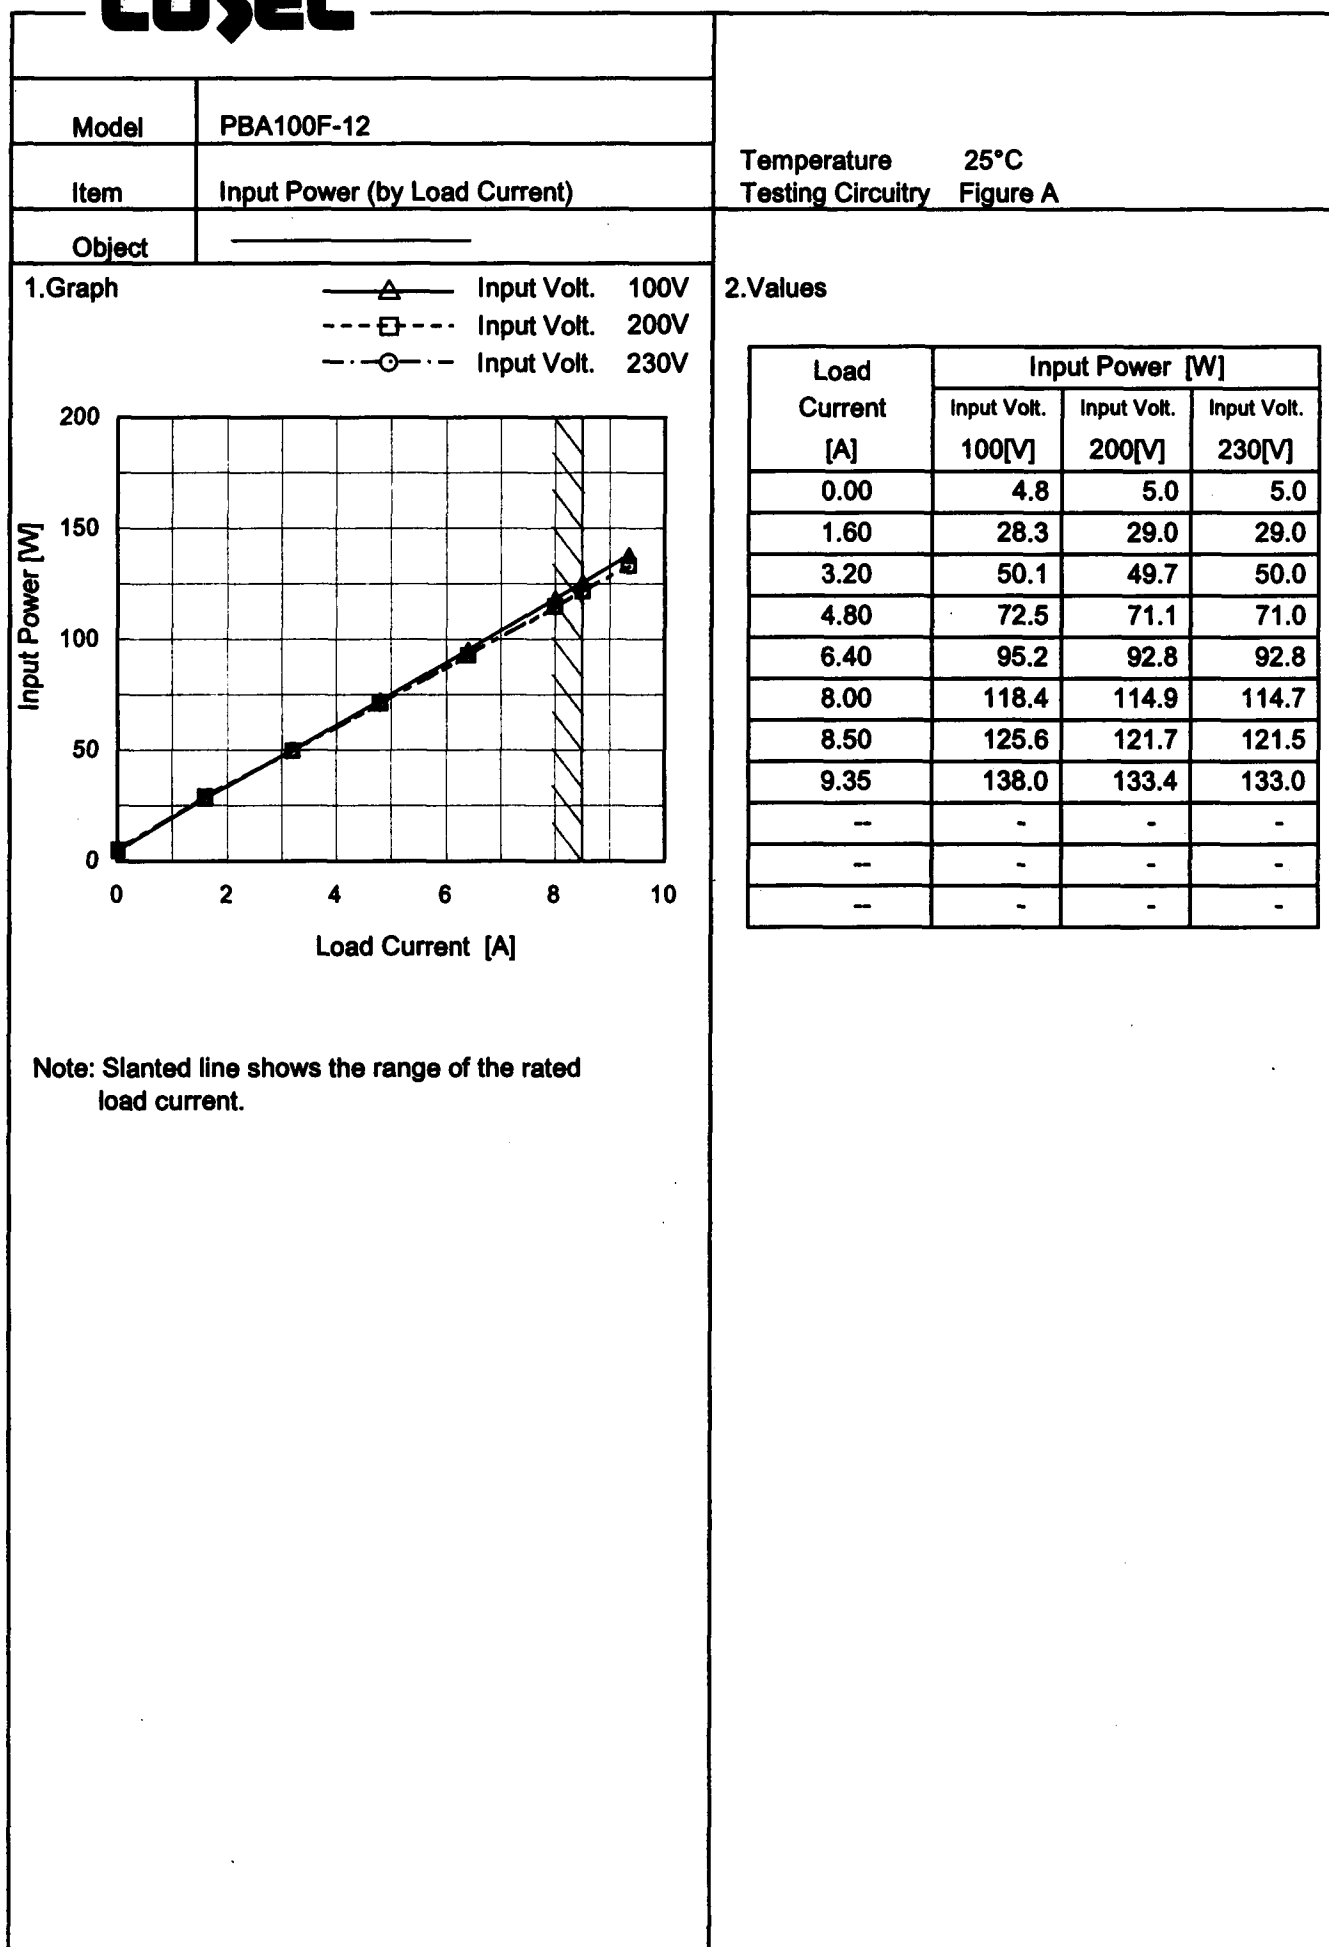 COSEL
Model PBA100F-12
Item Input Power (by Load Current)
Object
Temperature 25°C
Testing Circuitry Figure A
1.Graph
Input Volt. 100V
Input Volt. 200V
Input Volt. 230V
200
150
100
50
0
0 2 4 6 8 10
Input Power [W]
Load Current [A]
Note: Slanted line shows the range of the rated
load current.
2.Values
Load Input Power [W]
Current Input Volt. Input Volt. Input Volt.
[A] 100[V] 200[V] 230[V]
0.00 4.8 5.0 5.0
1.60 28.3 29.0 29.0
3.20 50.1 49.7 50.0
4.80 72.5 71.1 71.0
6.40 95.2 92.8 92.8
8.00 118.4 114.9 114.7
8.50 125.6 121.7 121.5
9.35 138.0 133.4 133.0
-- - - -
-- - - -
-- - - -